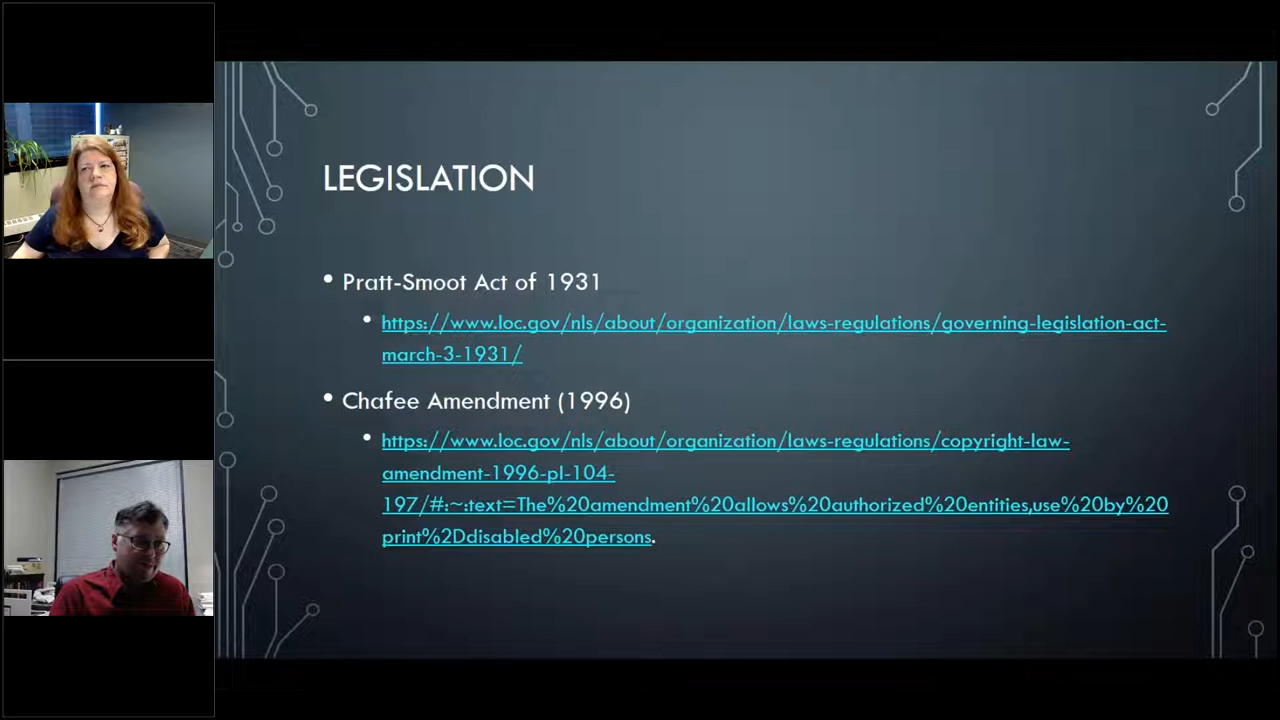 LEGISLATION
• Pratt-Smoot Act of 1931
• https://www.loc.gov/nls/about/organization/laws-regulations/governing-legislation-act-
march-3-1931/
• Chafee Amendment (1996)
• https://www.loc.gov/nls/about/organization/laws-regulations/copyright-law-
amendment-1996-pl-104-
197/#:~:text=The%20amendment%20allows%20authorized%20entities,use%20by%20
print%2Ddisabled%20persons.